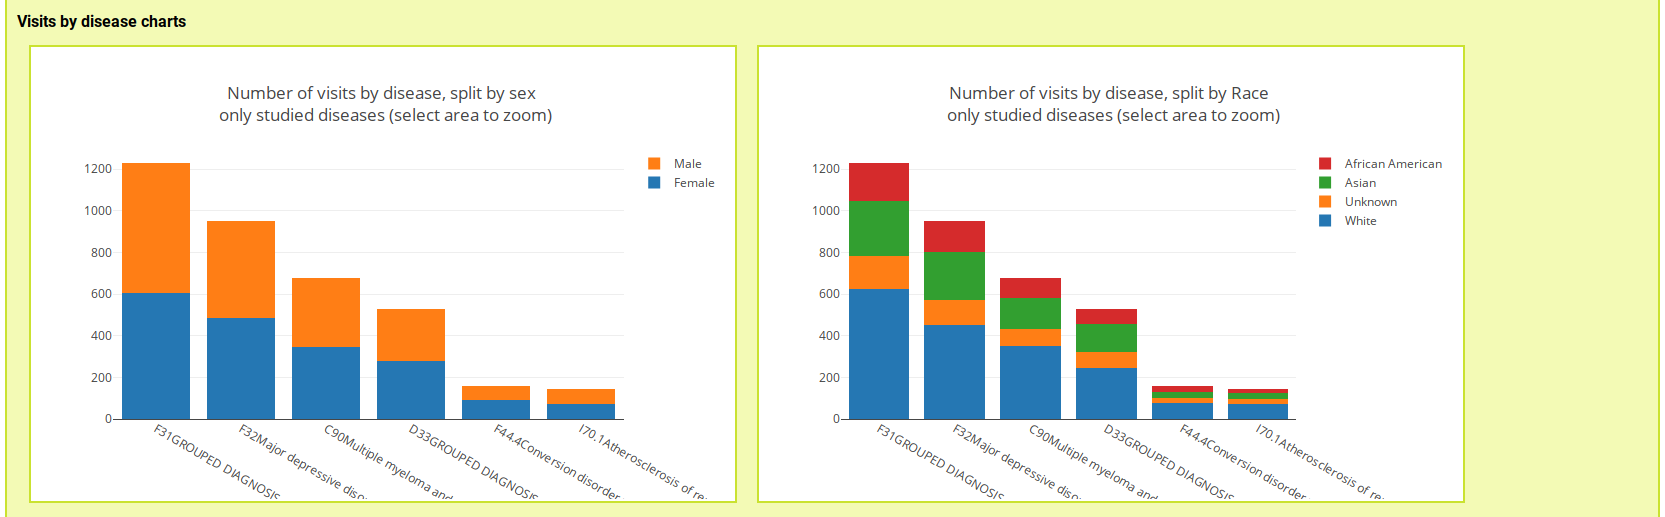 Visits by disease charts
Number of visits by disease, split by sex
only studied diseases (select area to zoom)
Male
Female
1200
1000
800
600
400
200
0
F31GROUPED DIAGNOSIS
F32Major depressive diso
C90Multiple myeloma and
D33GROUPED DIAGNOSIS
F44.4Conversion disorder
I70.1Atherosclerosis of re
Number of visits by disease, split by Race
only studied diseases (select area to zoom)
African American
Asian
Unknown
White
1200
1000
800
600
400
200
0
F31GROUPED DIAGNOSIS
F32Major depressive diso
C90Multiple myeloma and
D33GROUPED DIAGNOSIS
F44.4Conversion disorder
I70.1Atherosclerosis of re